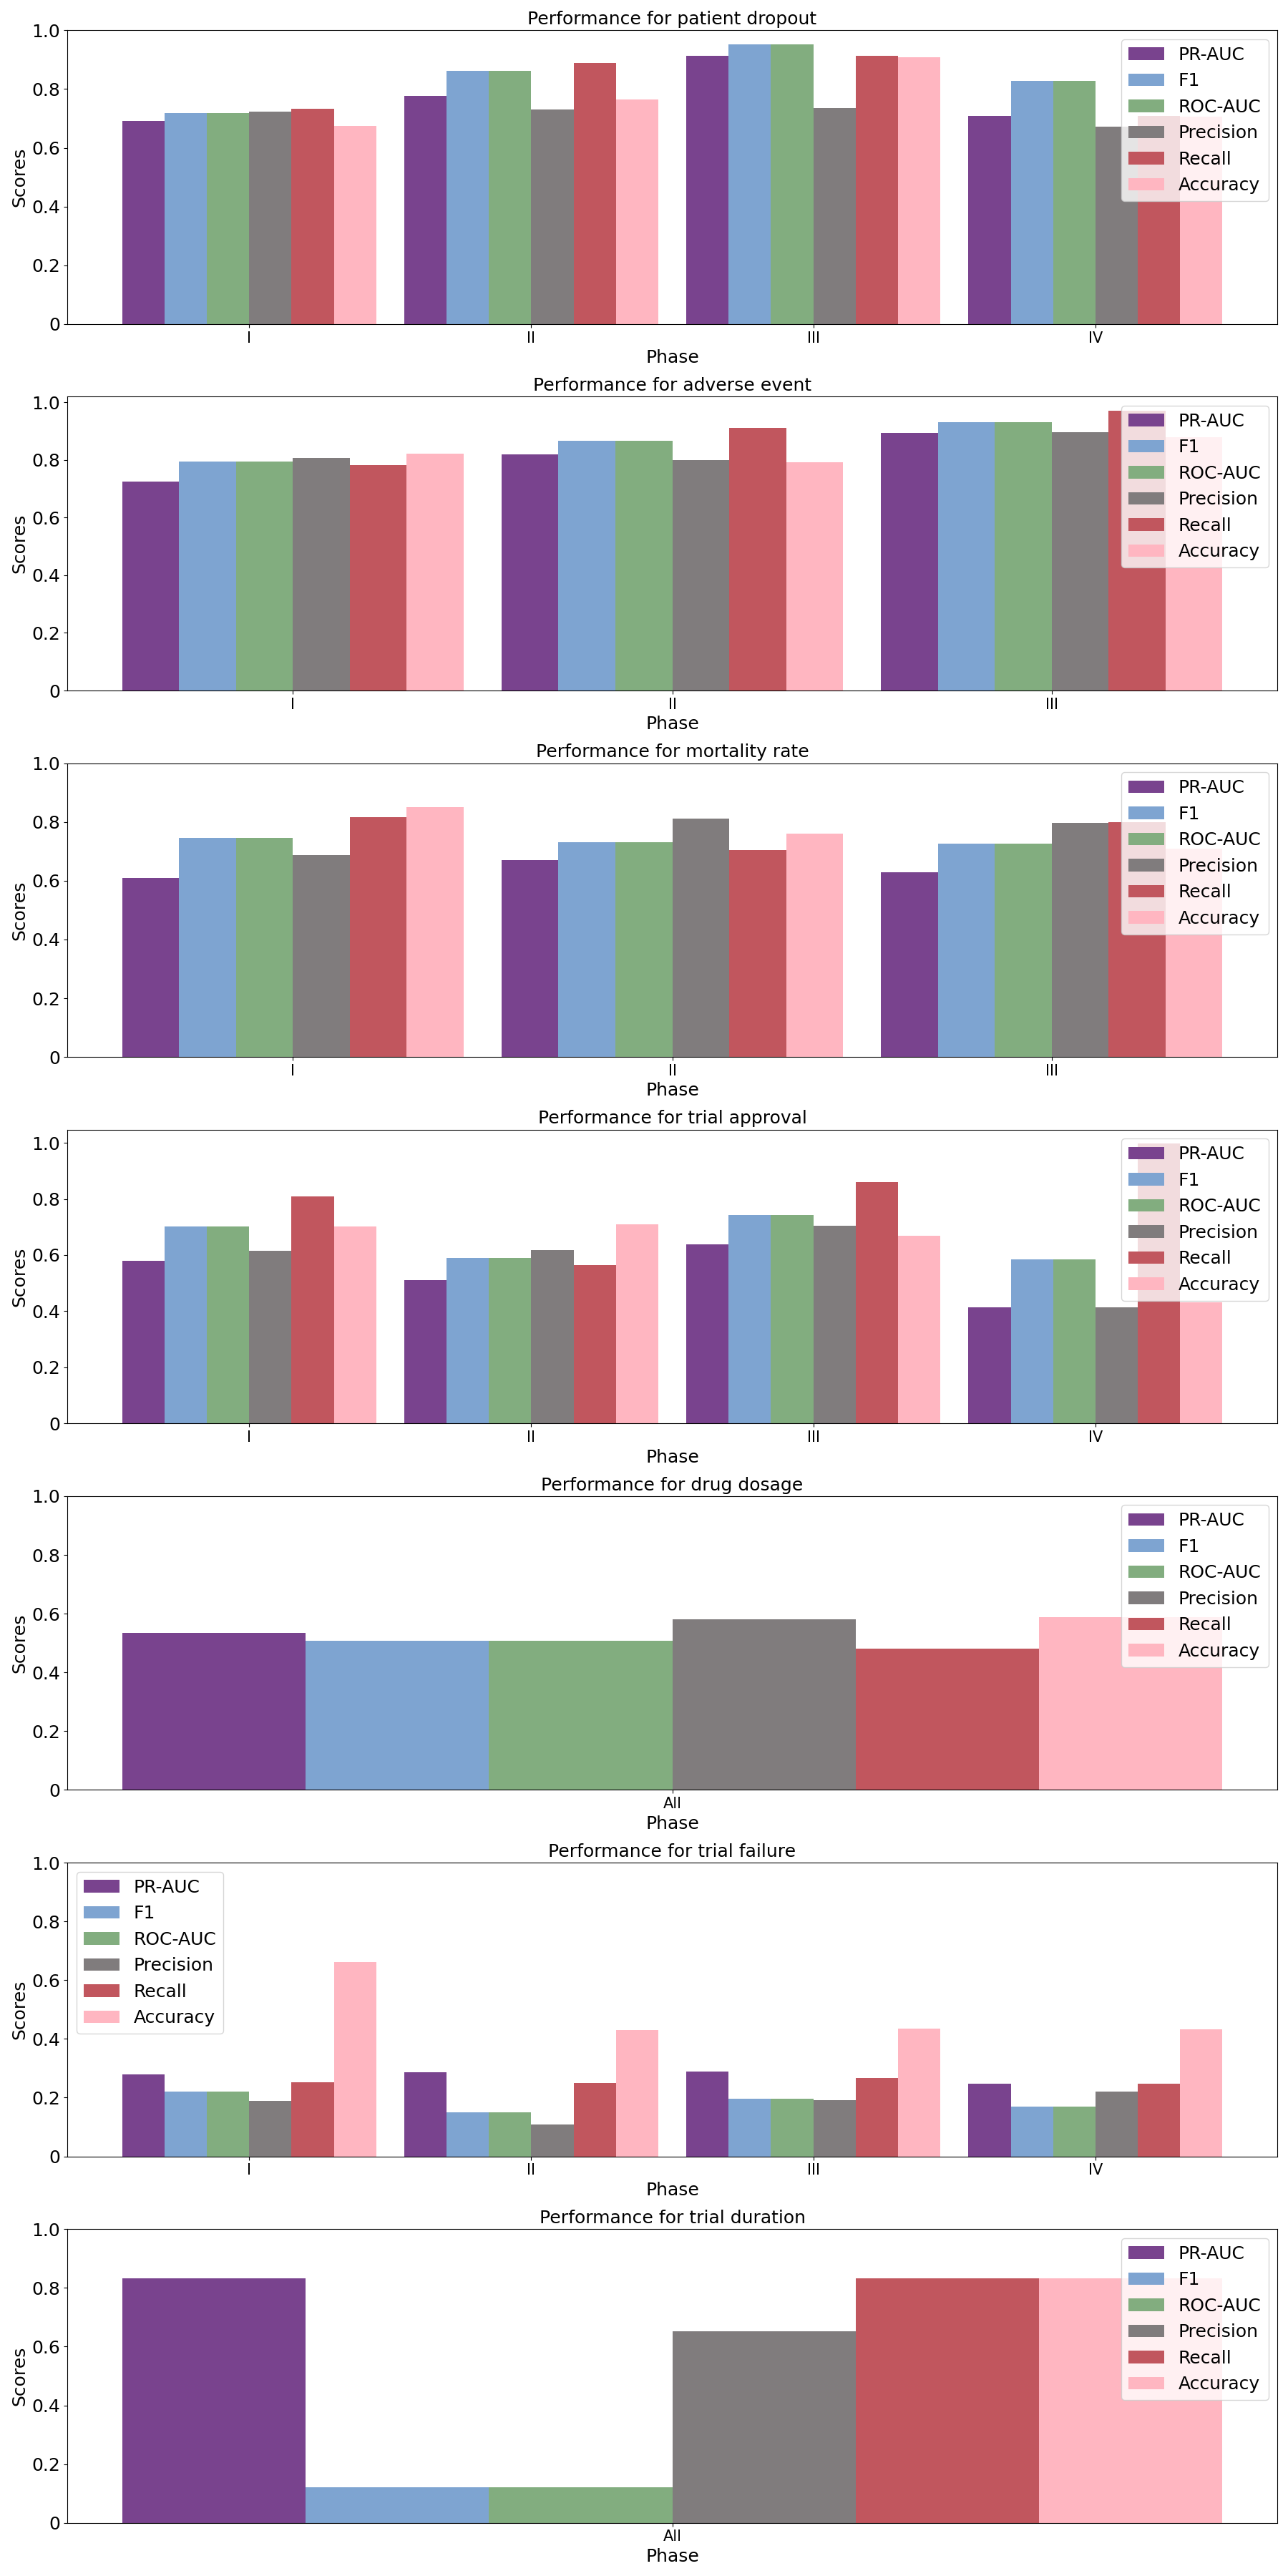 Performance for patient dropout
1.0
0.8
0.6
0.4
0.2
0
Scores
PR-AUC
F1
ROC-AUC
Precision
Recall
Accuracy
I II III IV
Phase
Performance for adverse event
1.0
0.8
0.6
0.4
0.2
0
Scores
PR-AUC
F1
ROC-AUC
Precision
Recall
Accuracy
I II III
Phase
Performance for mortality rate
1.0
0.8
0.6
0.4
0.2
0
Scores
PR-AUC
F1
ROC-AUC
Precision
Recall
Accuracy
I II III
Phase
Performance for trial approval
1.0
0.8
0.6
0.4
0.2
0
Scores
PR-AUC
F1
ROC-AUC
Precision
Recall
Accuracy
I II III IV
Phase
Performance for drug dosage
1.0
0.8
0.6
0.4
0.2
0
Scores
PR-AUC
F1
ROC-AUC
Precision
Recall
Accuracy
All
Phase
Performance for trial failure
1.0
0.8
0.6
0.4
0.2
0
Scores
PR-AUC
F1
ROC-AUC
Precision
Recall
Accuracy
I II III IV
Phase
Performance for trial duration
1.0
0.8
0.6
0.4
0.2
0
Scores
PR-AUC
F1
ROC-AUC
Precision
Recall
Accuracy
All
Phase